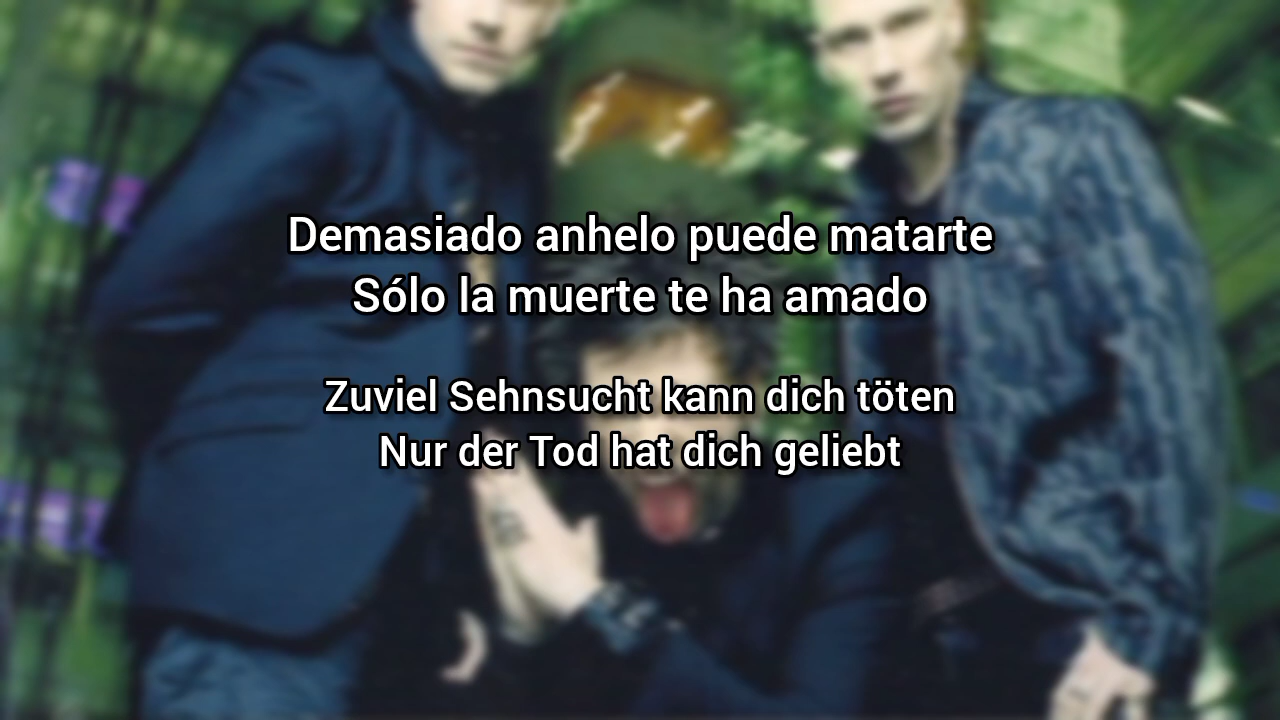 Demasiado anhelo puede matarte
Sólo la muerte te ha amado
Zuviel Sehnsucht kann dich töten
Nur der Tod hat dich geliebt